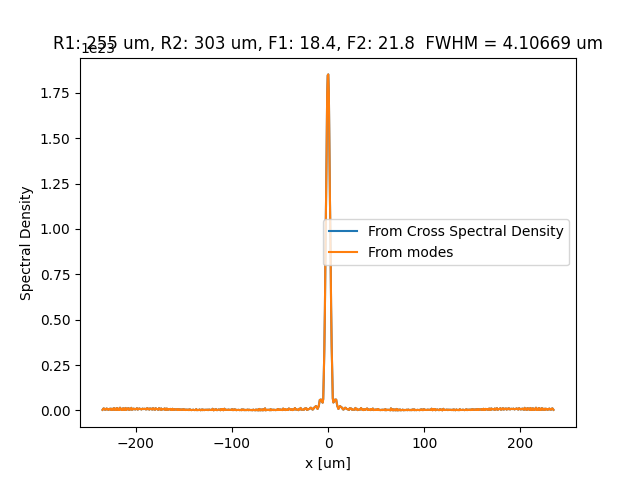 R1: 255 um, R2: 303 um, F1: 18.4, F2: 21.8  FWHM = 4.10669 um
1e23
1.75
1.50
1.25
1.00
0.75
0.50
0.25
0.00
Spectral Density
From Cross Spectral Density
From modes
−200
−100
0
100
200
x [um]